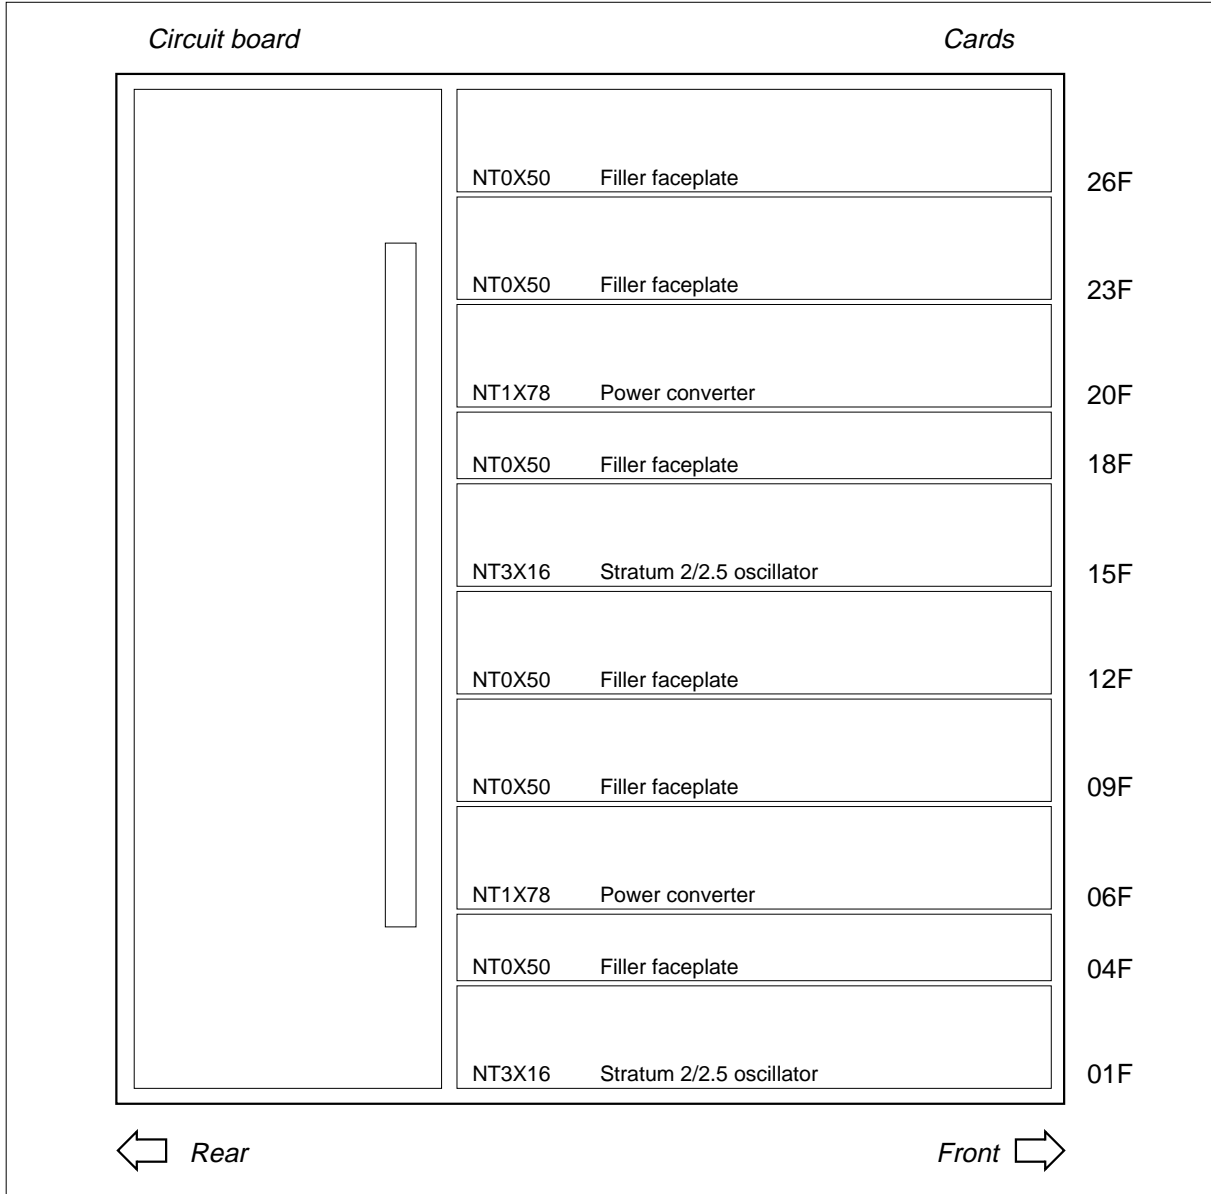 Circuit board Cards
NT0X50 Filler faceplate 26F
NT0X50 Filler faceplate 23F
NT1X78 Power converter 20F
NT0X50 Filler faceplate 18F
NT3X16 Stratum 2/2.5 oscillator 15F
NT0X50 Filler faceplate 12F
NT0X50 Filler faceplate 09F
NT1X78 Power converter 06F
NT0X50 Filler faceplate 04F
NT3X16 Stratum 2/2.5 oscillator 01F
Rear Front